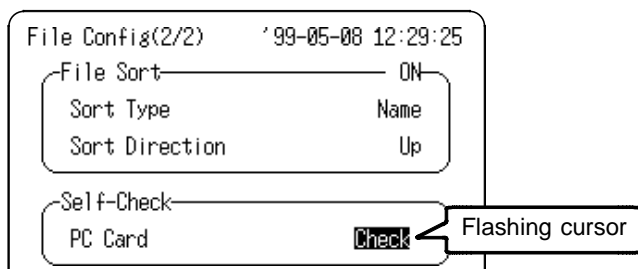 File Config(2/2) '99-05-08 12:29:25
File Sort ON
Sort Type Name
Sort Direction Up
Self-Check
PC Card Check
Flashing cursor